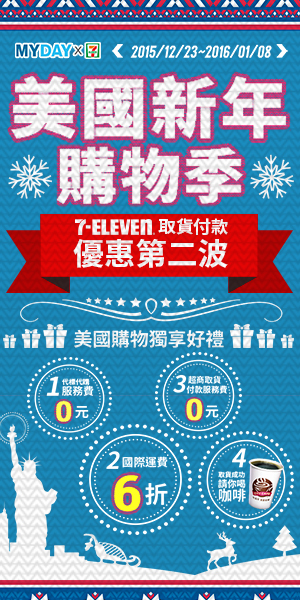 MYDAY×7-ELEVEN
2015/12/23~2016/01/08
美國新年
購物季
7-ELEVEN 取貨付款
優惠第二波
美國購物獨享好禮
1 代標代購
服務費
0元
3 超商取貨
付款服務費
0元
2 國際運費
6折
4
取貨成功
請你喝
咖啡